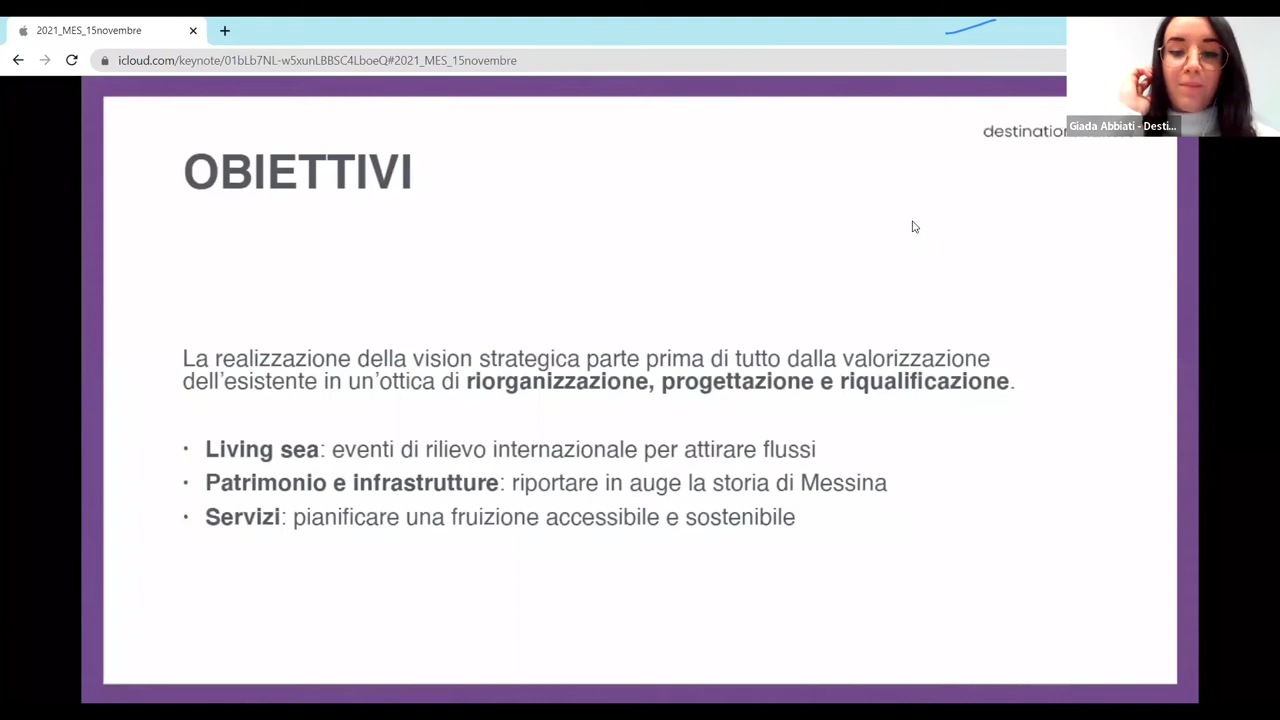 2021_MES_15novembre
icloud.com/keynote/01bLb7NL-w5xunLBBSC4LboeQ#2021_MES_15novembre
Giada Abbiati - Desti...
destination
OBIETTIVI
La realizzazione della vision strategica parte prima di tutto dalla valorizzazione
dell'esistente in un'ottica di riorganizzazione, progettazione e riqualificazione.
· Living sea: eventi di rilievo internazionale per attirare flussi
· Patrimonio e infrastrutture: riportare in auge la storia di Messina
· Servizi: pianificare una fruizione accessibile e sostenibile